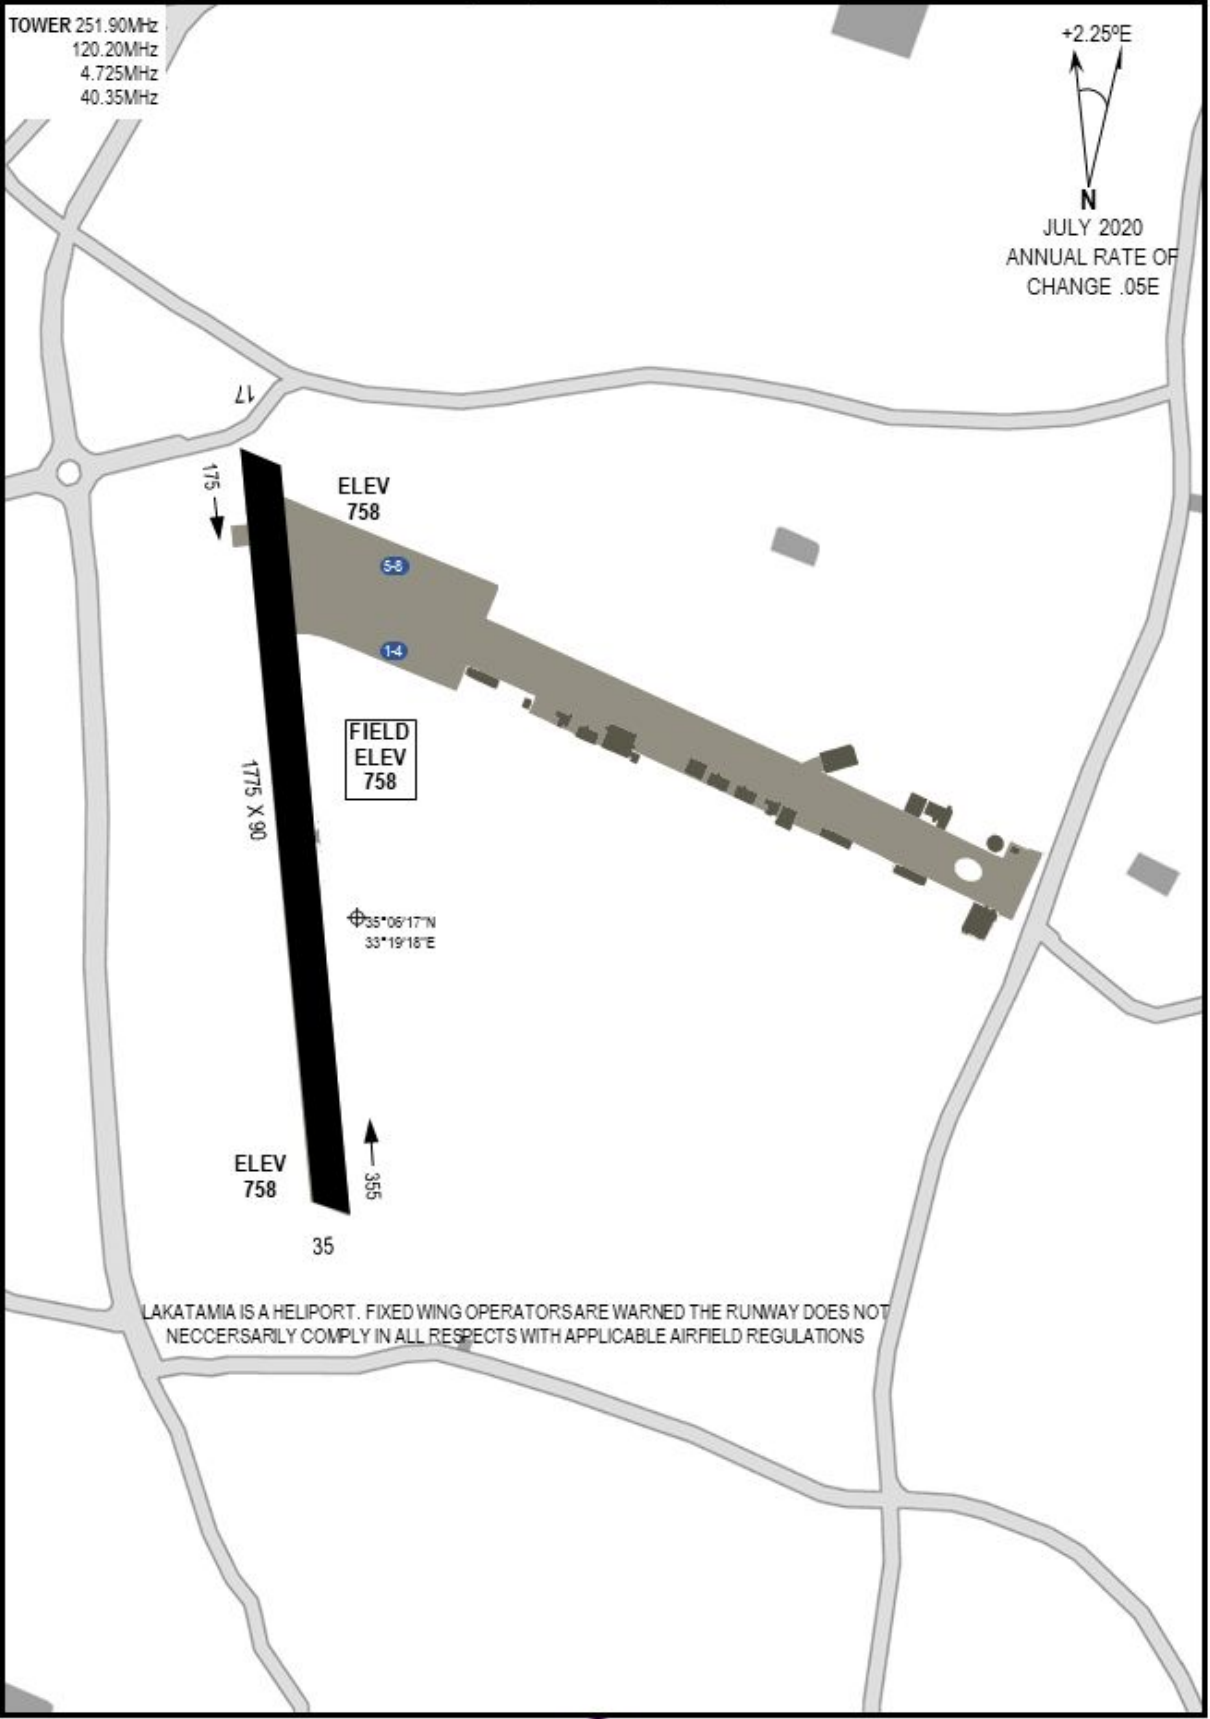 TOWER 251.90MHz
120.20MHz
4.725MHz
40.35MHz
+2.25ºE
N
JULY 2020
ANNUAL RATE OF
CHANGE .05E
17
175
ELEV
758
5-8
1-4
FIELD
ELEV
758
1775 X 90
35°06'17"N
33°19'18"E
355
ELEV
758
35
LAKATAMIA IS A HELIPORT. FIXED WING OPERATORS ARE WARNED THE RUNWAY DOES NOT
NECCERSARILY COMPLY IN ALL RESPECTS WITH APPLICABLE AIRFIELD REGULATIONS